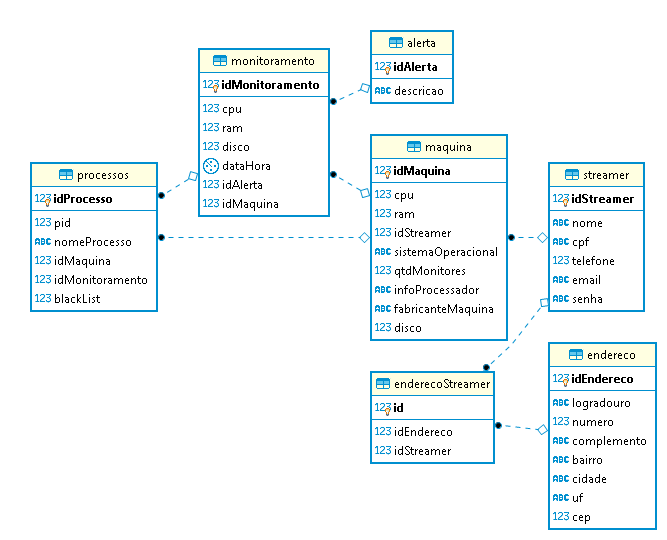 monitoramento
123 idMonitoramento
123 cpu
123 ram
123 disco
dataHora
123 idAlerta
123 idMaquina
alerta
123 idAlerta
ABC descricao
processos
123 idProcesso
123 pid
ABC nomeProcesso
123 idMaquina
123 idMonitoramento
123 blackList
maquina
123 idMaquina
123 cpu
123 ram
123 idStreamer
ABC sistemaOperacional
123 qtdMonitores
ABC infoProcessador
ABC fabricanteMaquina
123 disco
streamer
123 idStreamer
ABC nome
ABC cpf
123 telefone
ABC email
ABC senha
enderecoStreamer
123 id
123 idEndereco
123 idStreamer
endereco
123 idEndereco
ABC logradouro
123 numero
ABC complemento
ABC bairro
ABC cidade
ABC uf
123 cep